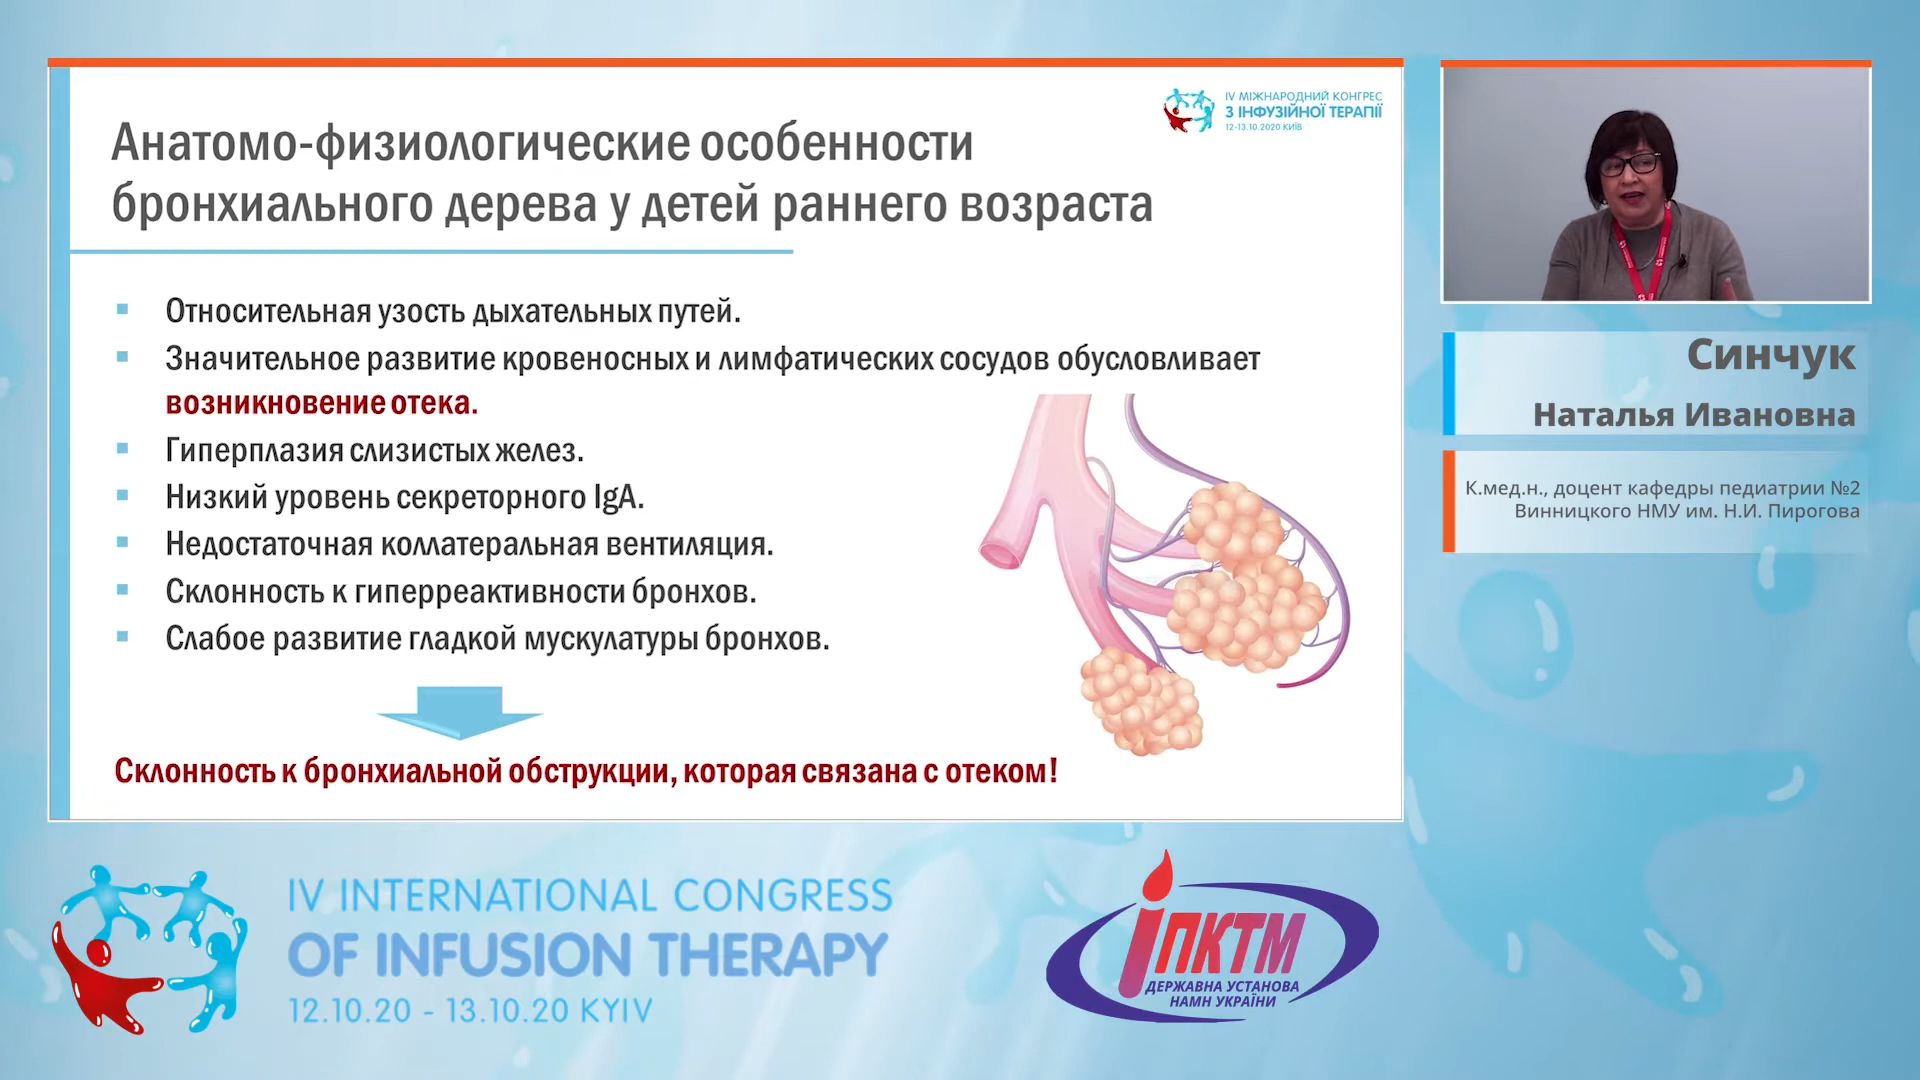 IV МІЖНАРОДНИЙ КОНГРЕС
З ІНФУЗІЙНОЇ ТЕРАПІЇ
12-13.10.2020 КИЇВ
Анатомо-физиологические особенности
бронхиального дерева у детей раннего возраста
Относительная узость дыхательных путей.
Значительное развитие кровеносных и лимфатических сосудов обусловливает
возникновение отека.
Гиперплазия слизистых желез.
Низкий уровень секреторного IgA.
Недостаточная коллатеральная вентиляция.
Склонность к гиперреактивности бронхов.
Слабое развитие гладкой мускулатуры бронхов.
Склонность к бронхиальной обструкции, которая связана с отеком!
Синчук
Наталья Ивановна
К.мед.н., доцент кафедры педиатрии №2
Винницкого НМУ им. Н.И. Пирогова
IV INTERNATIONAL CONGRESS
OF INFUSION THERAPY
12.10.20 - 13.10.20 KYIV
ІПКТМ
ДЕРЖАВНА УСТАНОВА
НАМН УКРАЇНИ